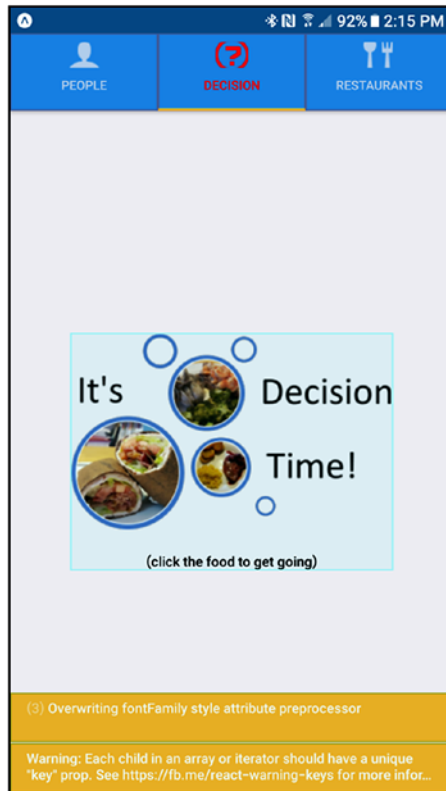 92% 2:15 PM
PEOPLE
(?)
DECISION
RESTAURANTS
It's Decision
Time!
(click the food to get going)
(3) Overwriting fontFamily style attribute preprocessor
Warning: Each child in an array or iterator should have a unique
"key" prop. See https://fb.me/react-warning-keys for more infor...